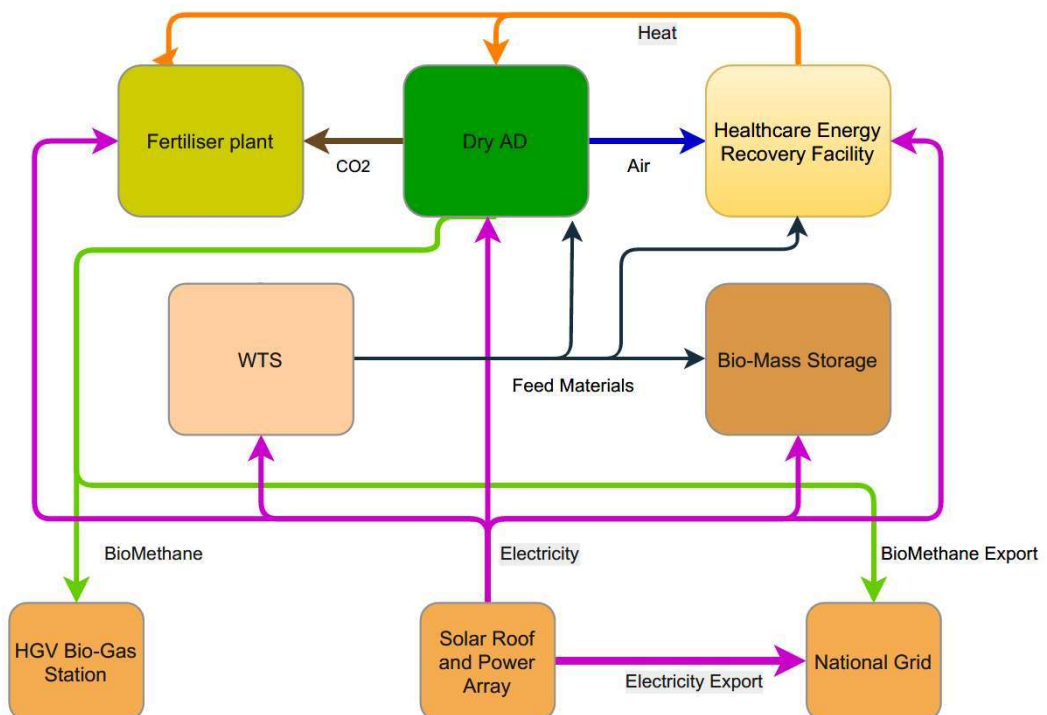 Heat
Fertiliser plant
Dry AD
Healthcare Energy
Recovery Facility
CO2
Air
WTS
Bio-Mass Storage
Feed Materials
BioMethane
Electricity
BioMethane Export
HGV Bio-Gas
Station
Solar Roof
and Power
Array
National Grid
Electricity Export